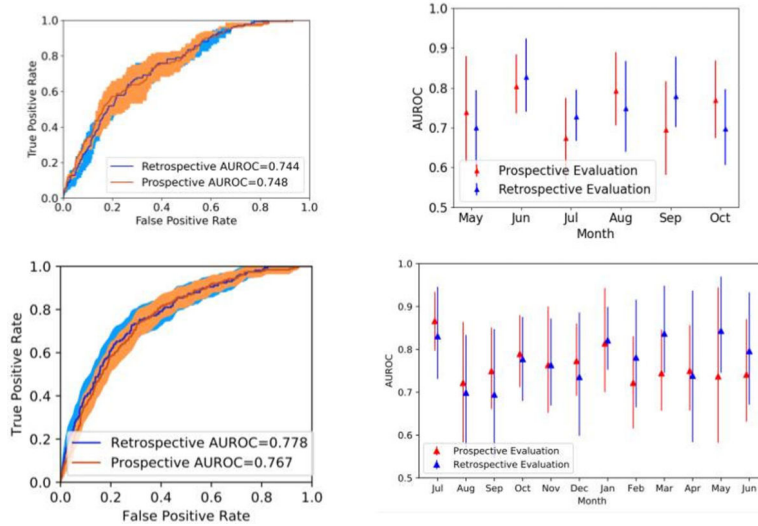 1.0
0.8
0.6
0.4
0.2
0.0
True Positive Rate
Retrospective AUROC=0.744
Prospective AUROC=0.748
0.0 0.2 0.4 0.6 0.8 1.0
False Positive Rate
1.0
0.9
0.8
0.7
0.6
0.5
AUROC
Prospective Evaluation
Retrospective Evaluation
May Jun Jul Aug Sep Oct
Month
1.0
0.8
0.6
0.4
0.2
0.0
True Positive Rate
Retrospective AUROC=0.778
Prospective AUROC=0.767
0.0 0.2 0.4 0.6 0.8 1.0
False Positive Rate
1.0
0.9
0.8
0.7
0.6
0.5
AUROC
Prospective Evaluation
Retrospective Evaluation
Jul Aug Sep Oct Nov Dec Jan Feb Mar Apr May Jun
Month